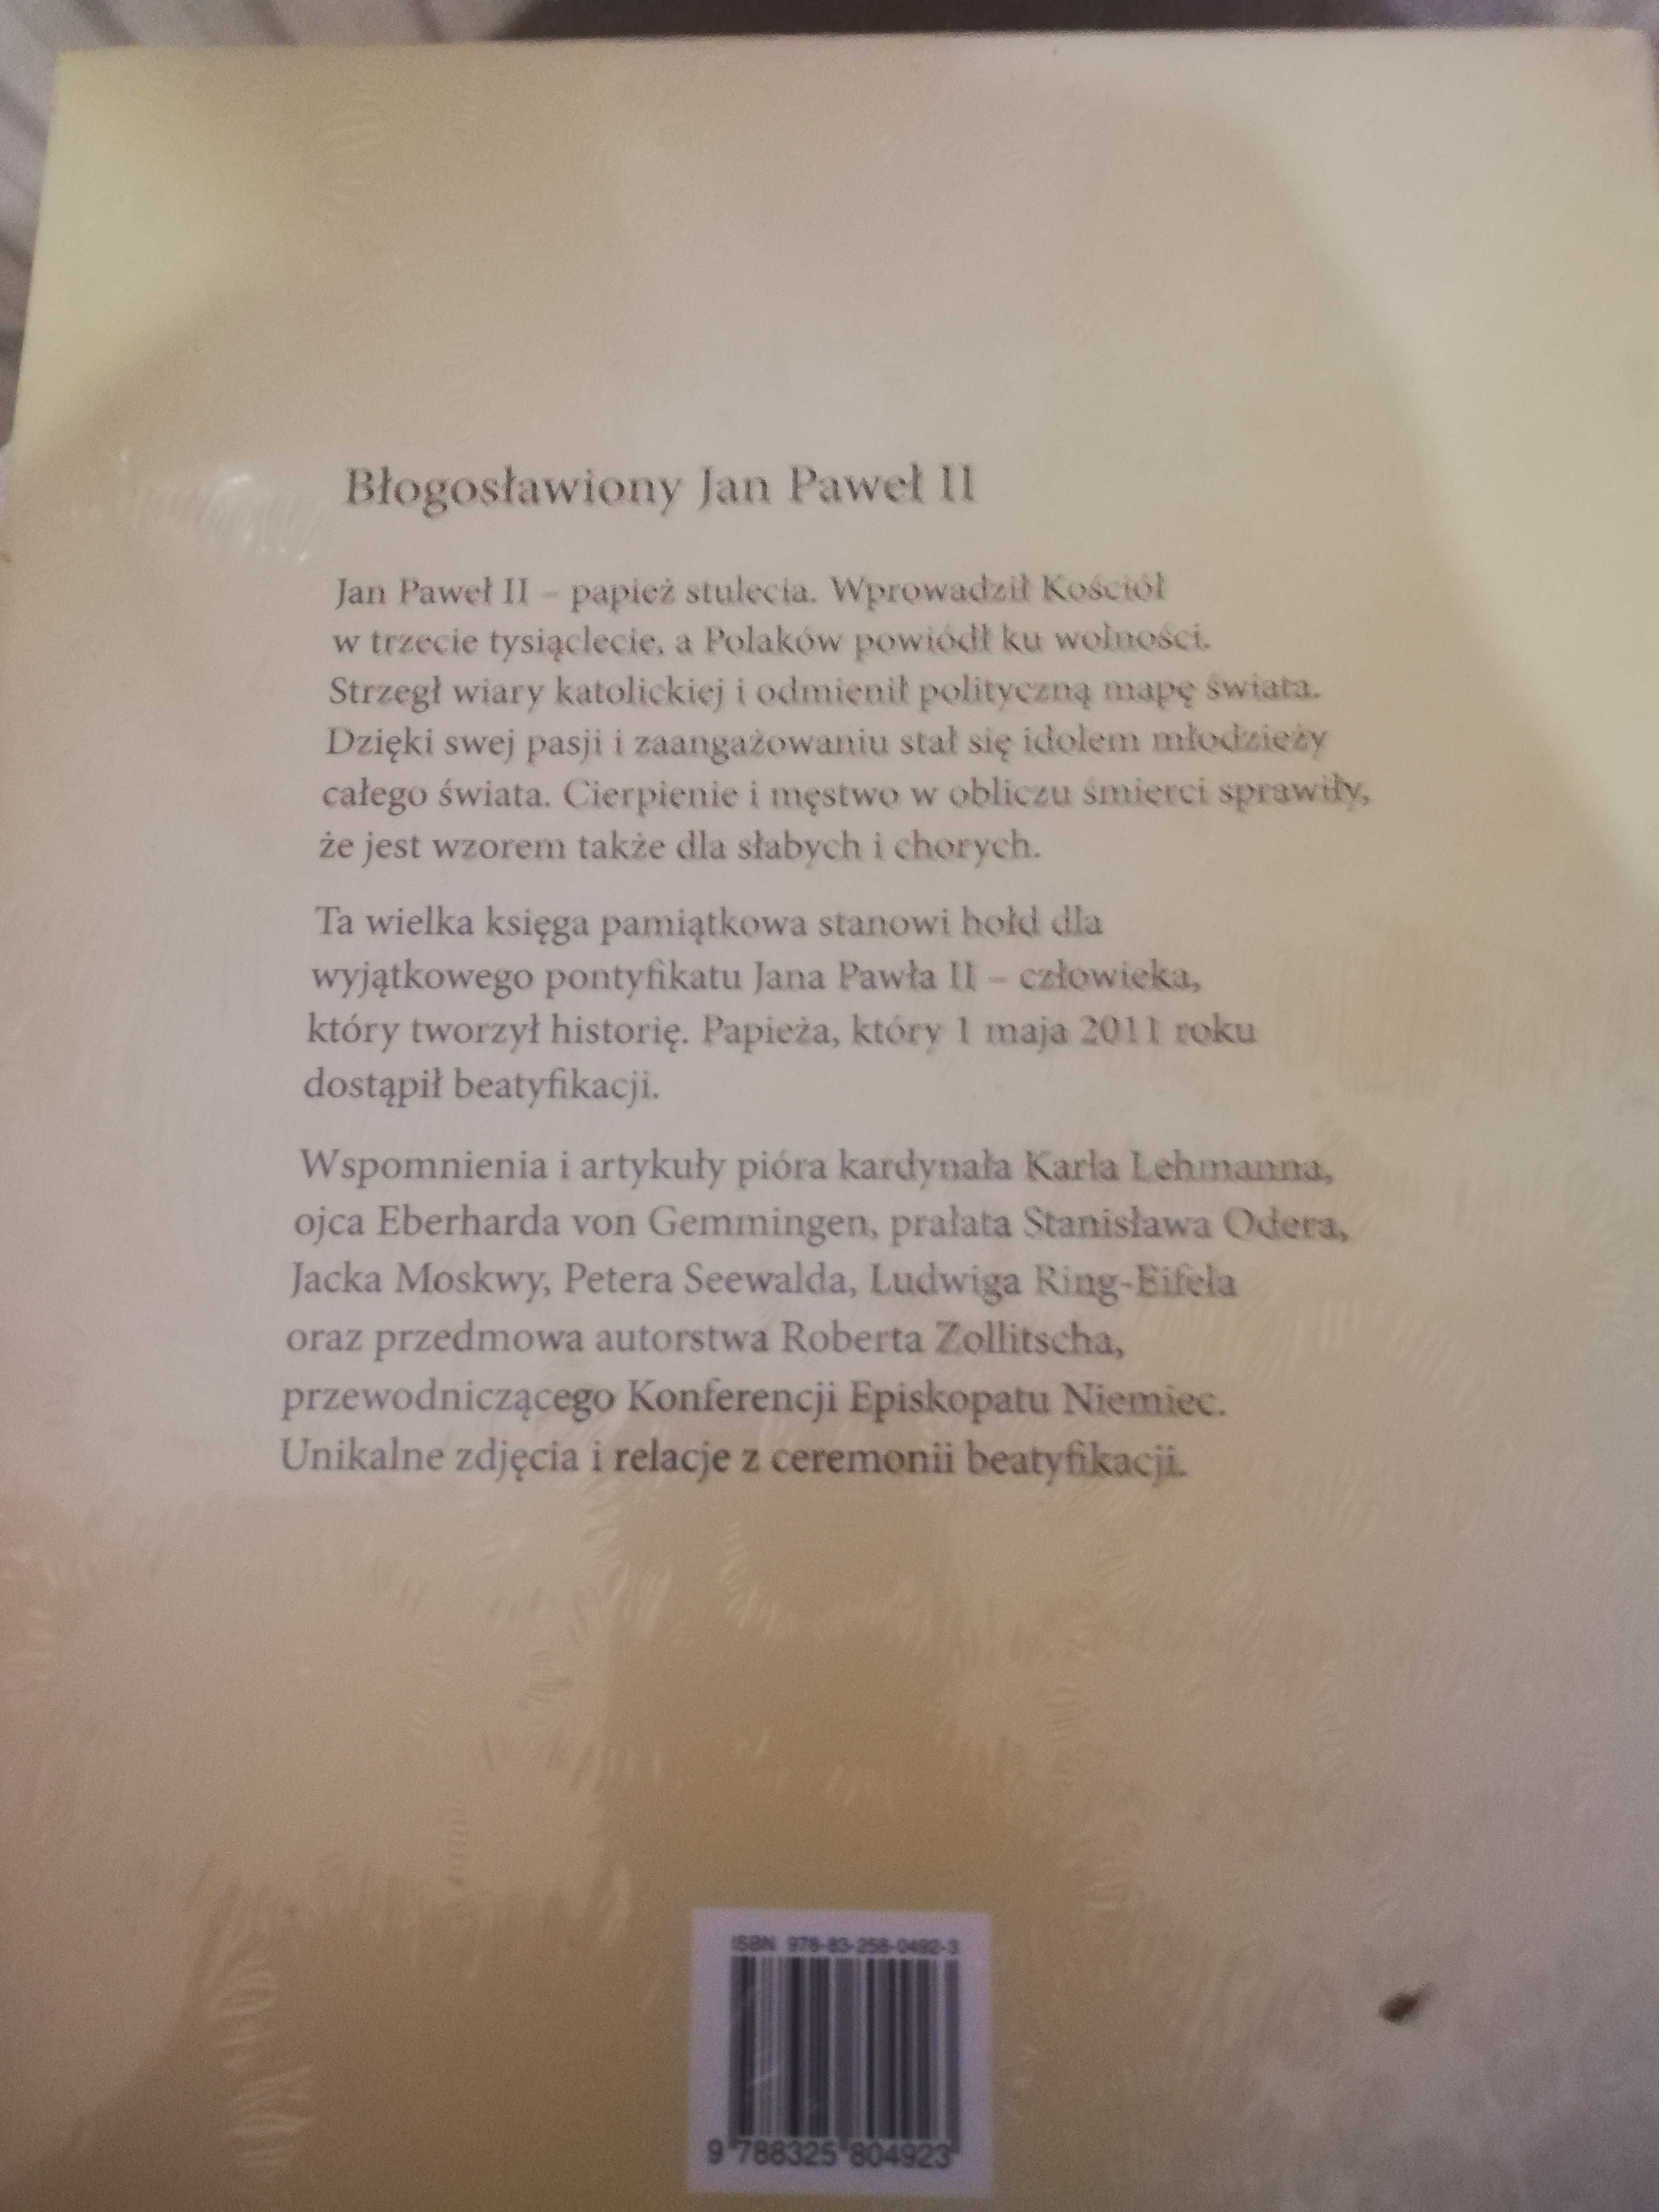 Błogosławiony Jan Paweł II
Jan Paweł II – papież stulecia. Wprowadził Kościół
w trzecie tysiąclecie, a Polaków powiódł ku wolności.
Strzegł wiary katolickiej i odmienił polityczną mapę świata.
Dzięki swej pasji i zaangażowaniu stał się idolem młodzieży
całego świata. Cierpienie i męstwo w obliczu śmierci sprawiły,
że jest wzorem także dla słabych i chorych.
Ta wielka księga pamiątkowa stanowi hołd dla
wyjątkowego pontyfikatu Jana Pawła II – człowieka,
który tworzył historię. Papieża, który 1 maja 2011 roku
dostąpił beatyfikacji.
Wspomnienia i artykuły pióra kardynała Karla Lehmanna,
ojca Eberharda von Gemmingen, prałata Stanisława Odera,
Jacka Moskwy, Petera Seewalda, Ludwiga Ring-Eifela
oraz przedmowa autorstwa Roberta Zollitscha,
przewodniczącego Konferencji Episkopatu Niemiec.
Unikalne zdjęcia i relacje z ceremonii beatyfikacji.
ISBN 978-83-258-0492-3
9 788325 804923